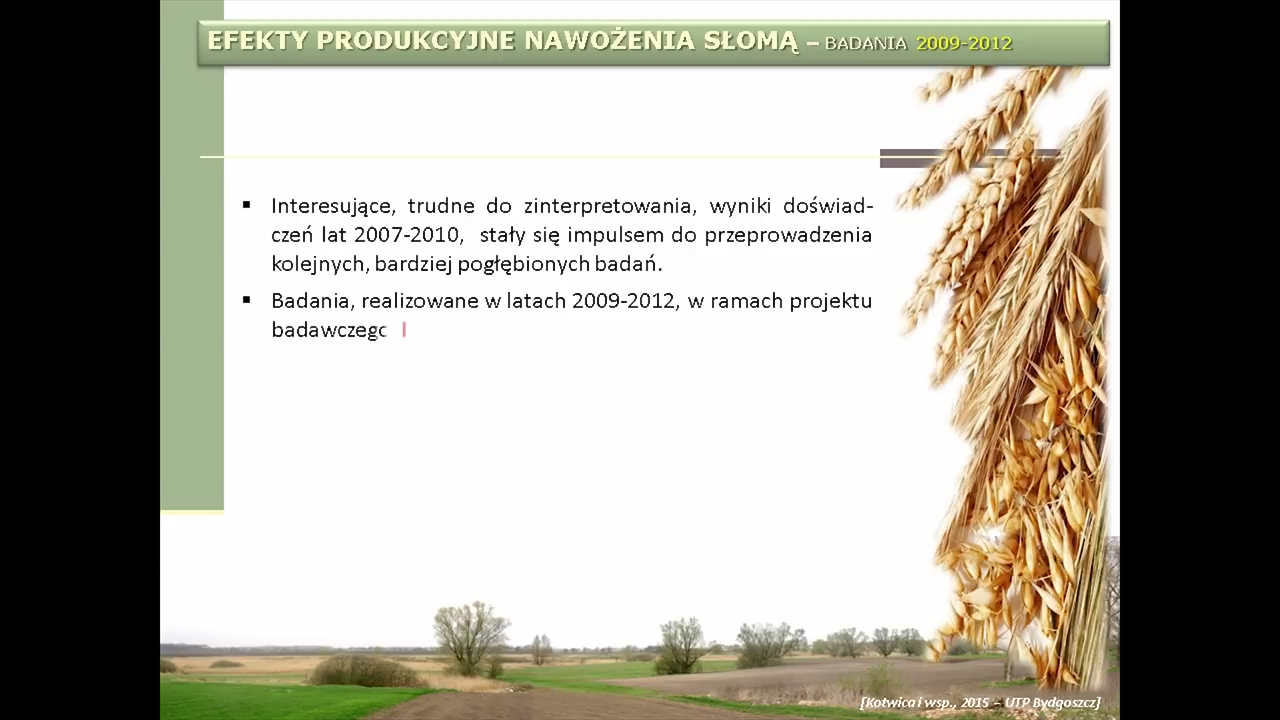 EFEKTY PRODUKCYJNE NAWOŻENIA SŁOMĄ – BADANIA 2009-2012
▪ Interesujące, trudne do zinterpretowania, wyniki doświad-
czeń lat 2007-2010, stały się impulsem do przeprowadzenia
kolejnych, bardziej pogłębionych badań.
▪ Badania, realizowane w latach 2009-2012, w ramach projektu
badawczego
[Kotwica i wsp., 2015 – UTP Bydgoszcz]